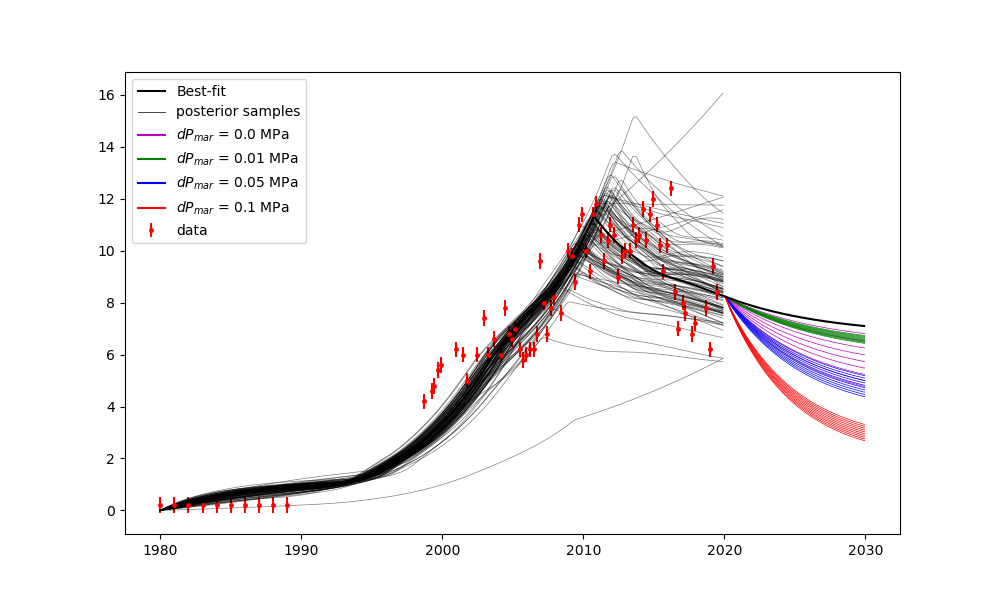 Best-fit
posterior samples
dP_mar = 0.0 MPa
dP_mar = 0.01 MPa
dP_mar = 0.05 MPa
dP_mar = 0.1 MPa
data
16
14
12
10
8
6
4
2
0
1980 1990 2000 2010 2020 2030